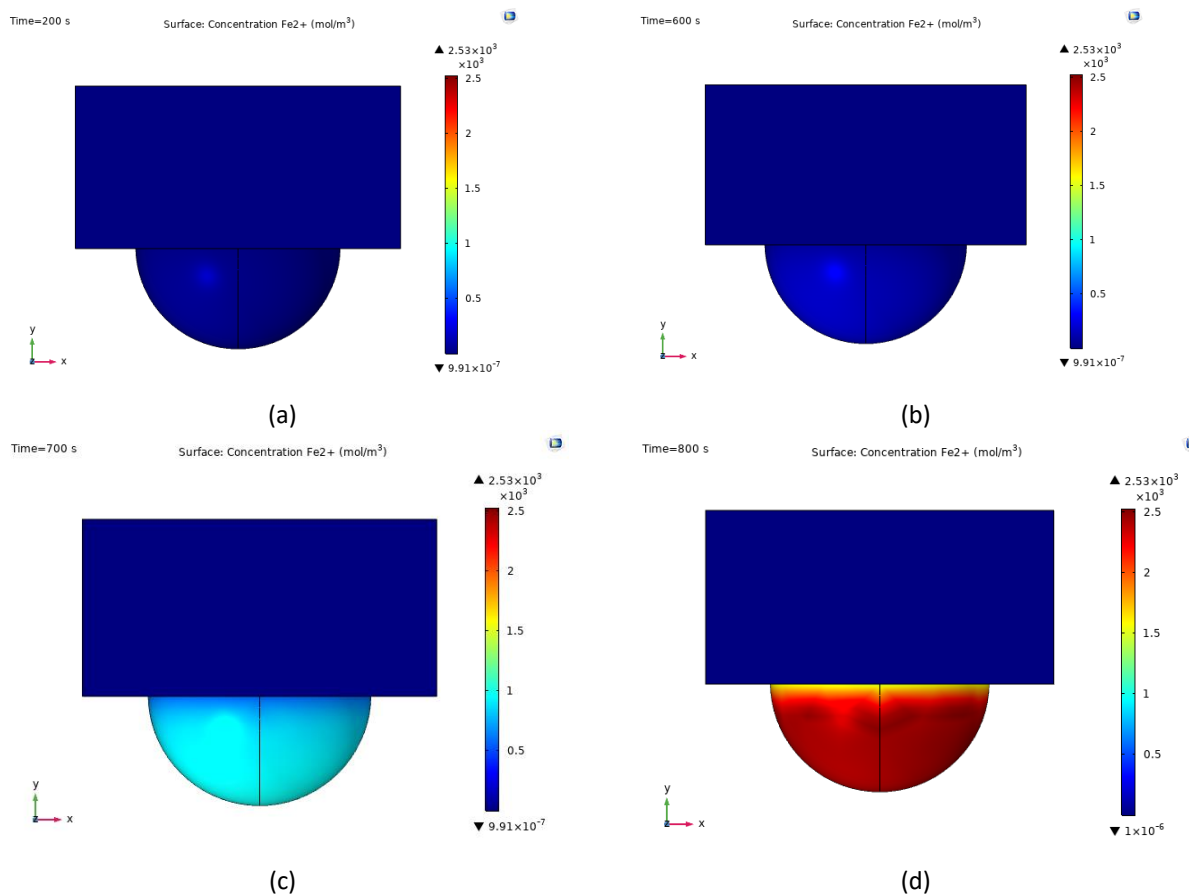 Time=200 s Surface: Concentration Fe2+ (mol/m³)
▲ 2.53×10³
×10³
2.5
2
1.5
1
0.5
▼ 9.91×10⁻⁷
y
z x
(a)
Time=600 s Surface: Concentration Fe2+ (mol/m³)
▲ 2.53×10³
×10³
2.5
2
1.5
1
0.5
▼ 9.91×10⁻⁷
y
z x
(b)
Time=700 s Surface: Concentration Fe2+ (mol/m³)
▲ 2.53×10³
×10³
2.5
2
1.5
1
0.5
▼ 9.91×10⁻⁷
y
z x
(c)
Time=800 s Surface: Concentration Fe2+ (mol/m³)
▲ 2.53×10³
×10³
2.5
2
1.5
1
0.5
▼ 1×10⁻⁶
y
z x
(d)